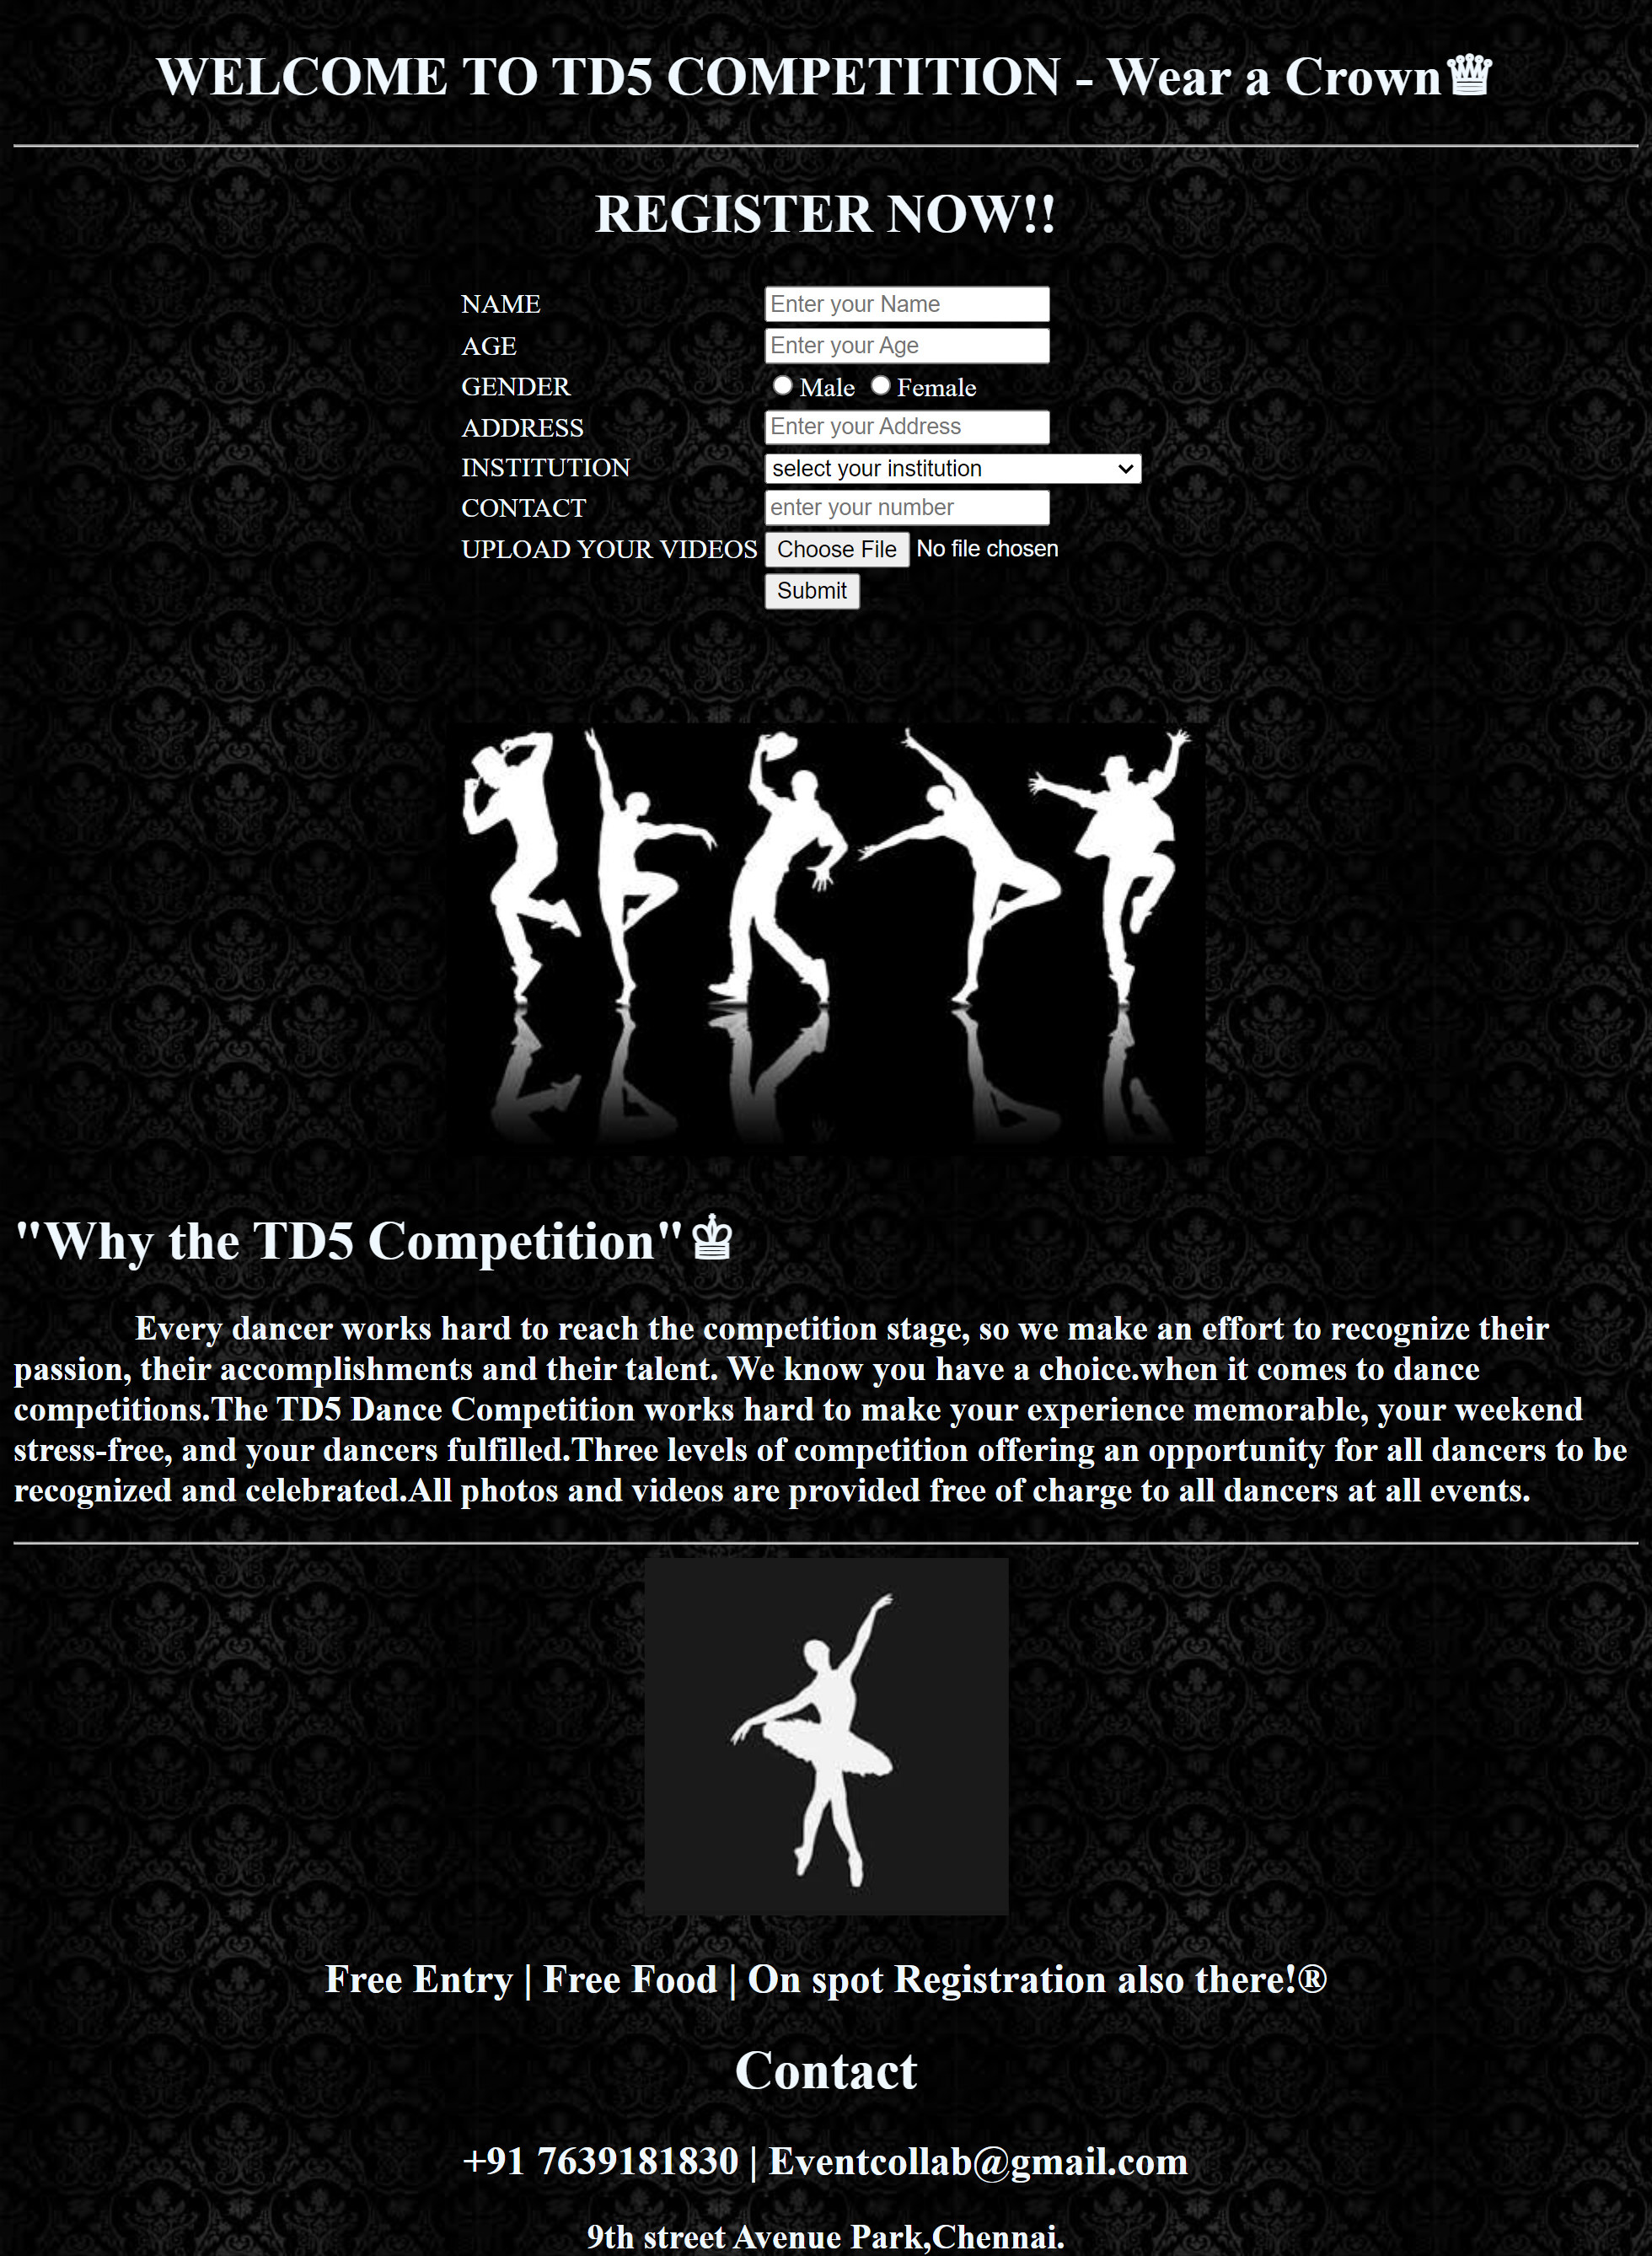 WELCOME TO TD5 COMPETITION - Wear a Crown♛
REGISTER NOW!!
NAME Enter your Name
AGE Enter your Age
GENDER Male Female
ADDRESS Enter your Address
INSTITUTION select your institution
CONTACT enter your number
UPLOAD YOUR VIDEOS Choose File No file chosen
Submit
"Why the TD5 Competition"♚
Every dancer works hard to reach the competition stage, so we make an effort to recognize their
passion, their accomplishments and their talent. We know you have a choice.when it comes to dance
competitions.The TD5 Dance Competition works hard to make your experience memorable, your weekend
stress-free, and your dancers fulfilled.Three levels of competition offering an opportunity for all dancers to be
recognized and celebrated.All photos and videos are provided free of charge to all dancers at all events.
Free Entry | Free Food | On spot Registration also there!®
Contact
+91 7639181830 | Eventcollab@gmail.com
9th street Avenue Park,Chennai.